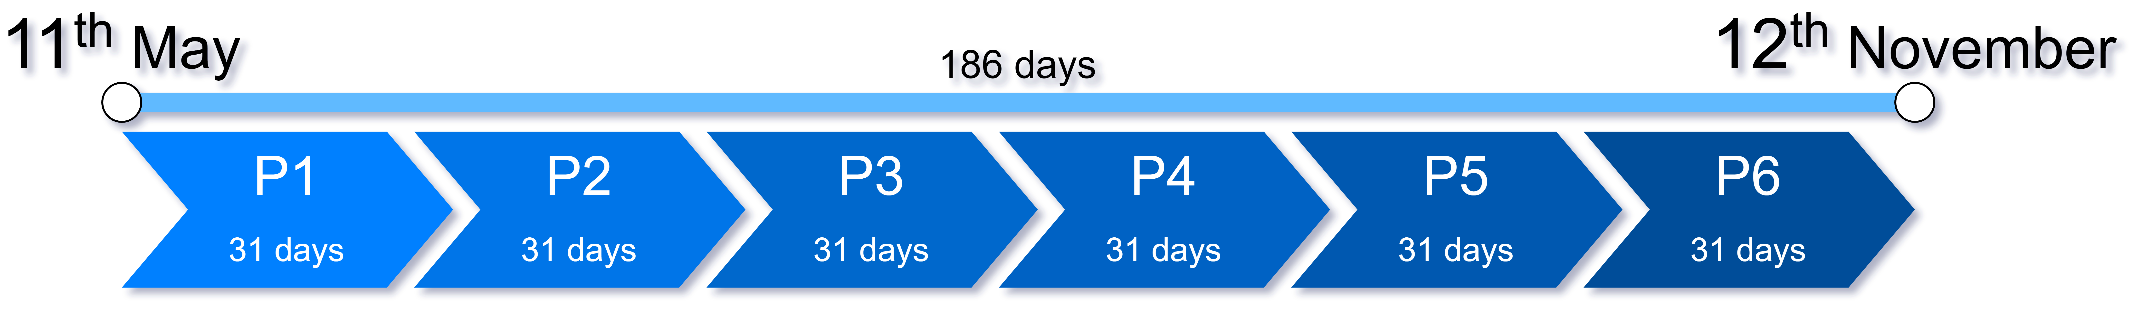 11th May
186 days
12th November
P1
31 days
P2
31 days
P3
31 days
P4
31 days
P5
31 days
P6
31 days